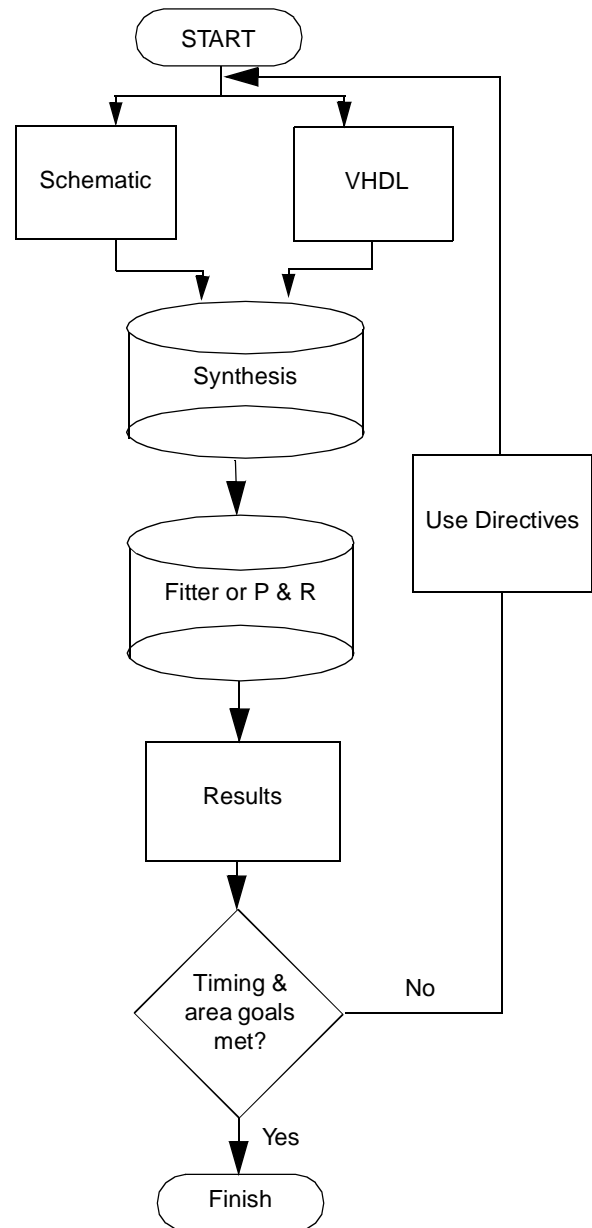 START
Schematic
VHDL
Synthesis
Use Directives
Fitter or P & R
Results
Timing &
area goals
met?
No
Yes
Finish